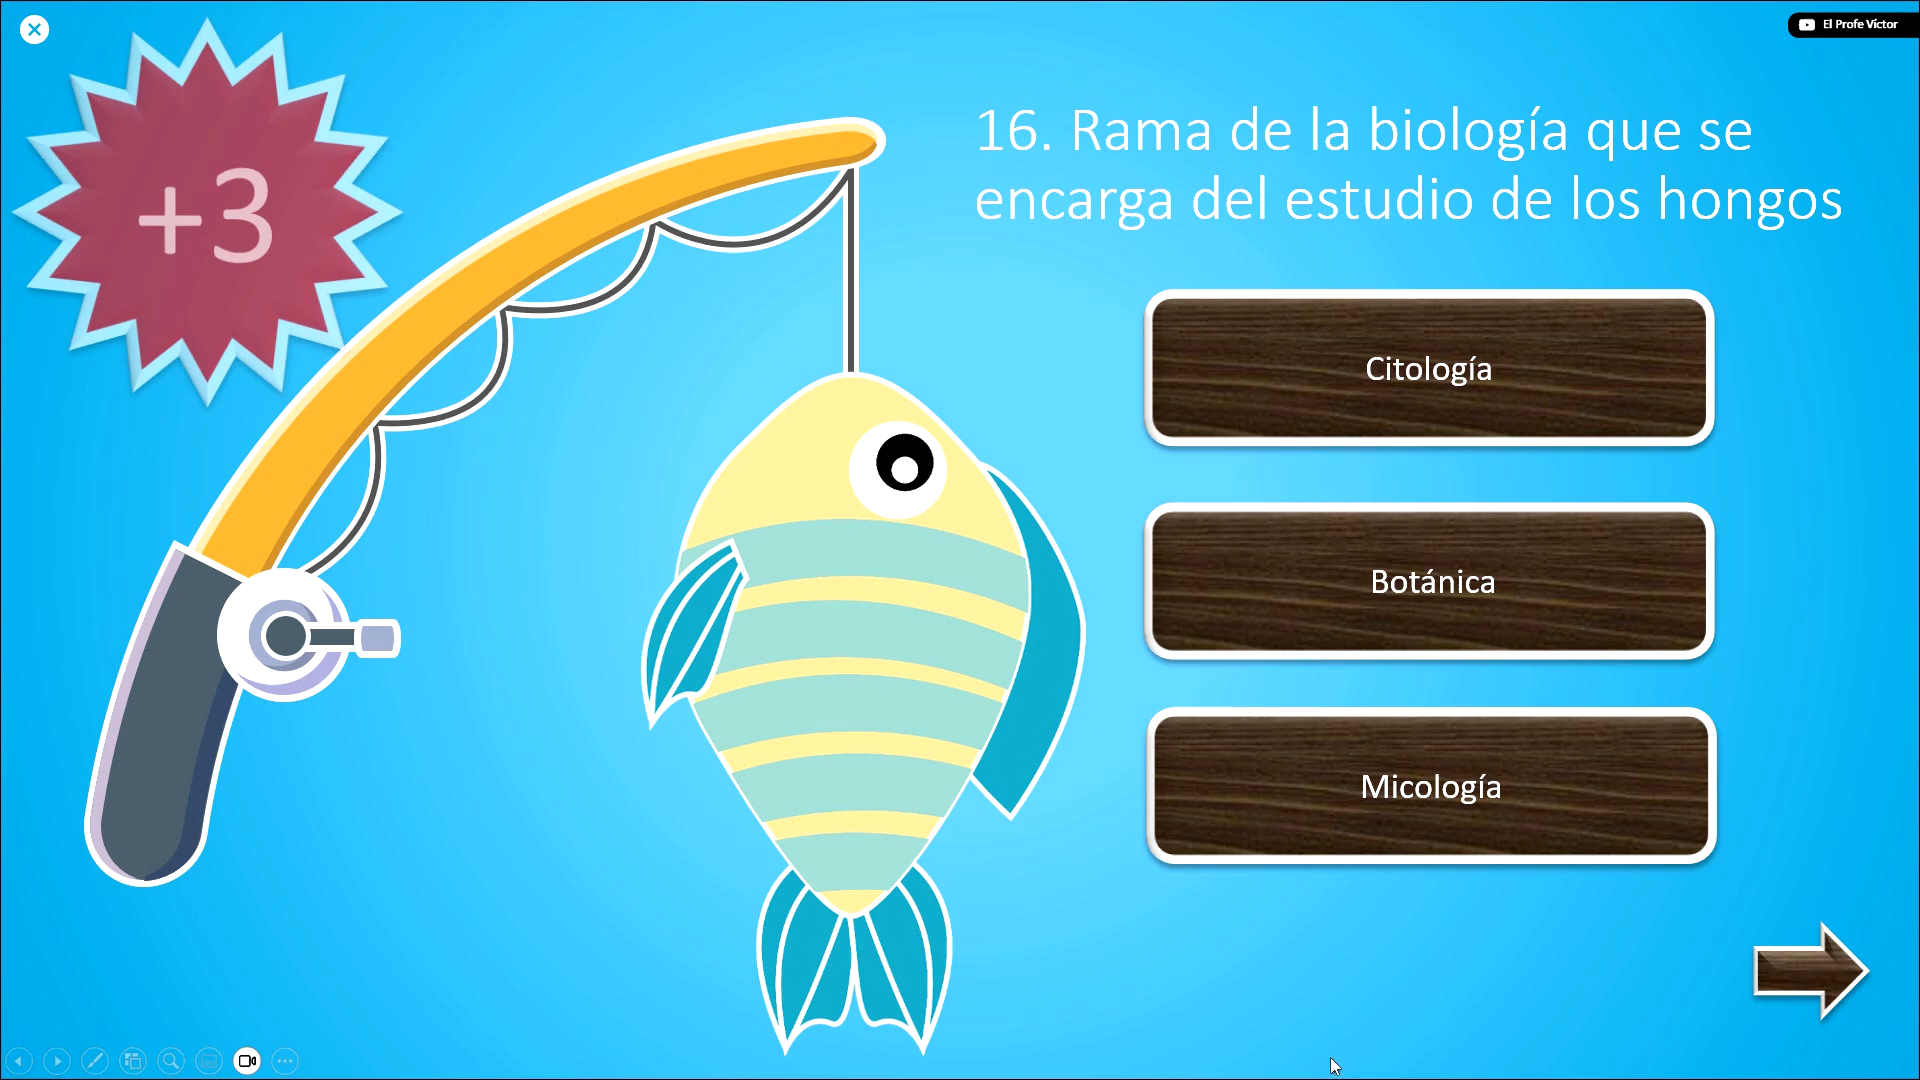 El Profe Víctor
+3
16. Rama de la biología que se
encarga del estudio de los hongos
Citología
Botánica
Micología